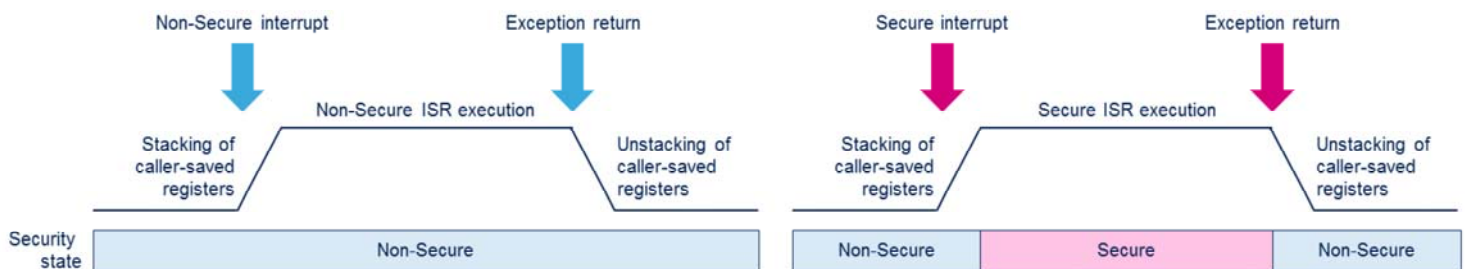 Non-Secure interrupt
Exception return
Secure interrupt
Exception return
Non-Secure ISR execution
Secure ISR execution
Stacking of
caller-saved
registers
Unstacking of
caller-saved
registers
Stacking of
caller-saved
registers
Unstacking of
caller-saved
registers
Security
state
Non-Secure
Non-Secure
Secure
Non-Secure